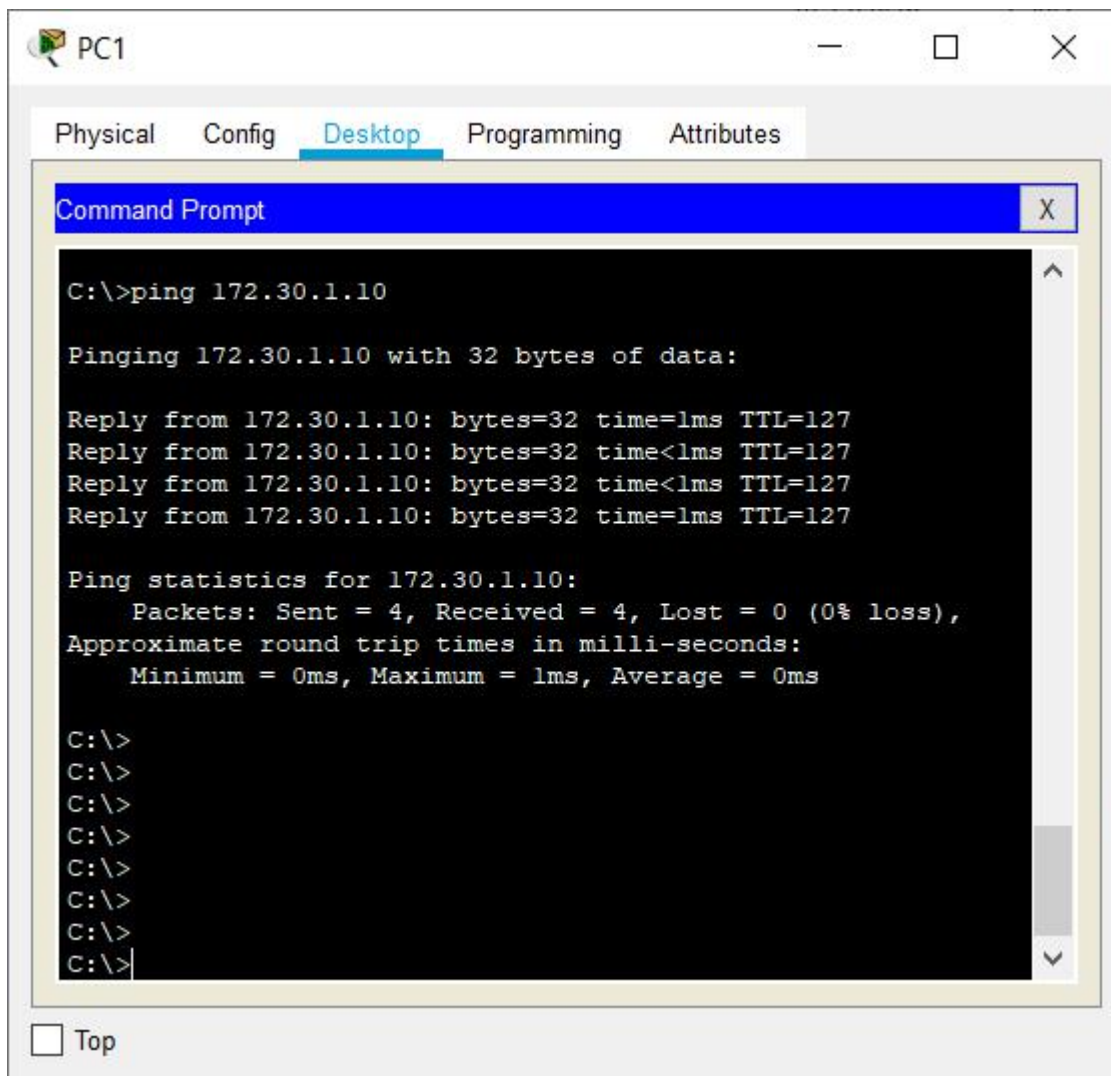 PC1
Physical Config Desktop Programming Attributes
Command Prompt X
C:\>ping 172.30.1.10
Pinging 172.30.1.10 with 32 bytes of data:
Reply from 172.30.1.10: bytes=32 time=1ms TTL=127
Reply from 172.30.1.10: bytes=32 time<1ms TTL=127
Reply from 172.30.1.10: bytes=32 time<1ms TTL=127
Reply from 172.30.1.10: bytes=32 time=1ms TTL=127
Ping statistics for 172.30.1.10:
Packets: Sent = 4, Received = 4, Lost = 0 (0% loss),
Approximate round trip times in milli-seconds:
Minimum = 0ms, Maximum = 1ms, Average = 0ms
C:\>
C:\>
C:\>
C:\>
C:\>
C:\>
C:\>
C:\>
Top